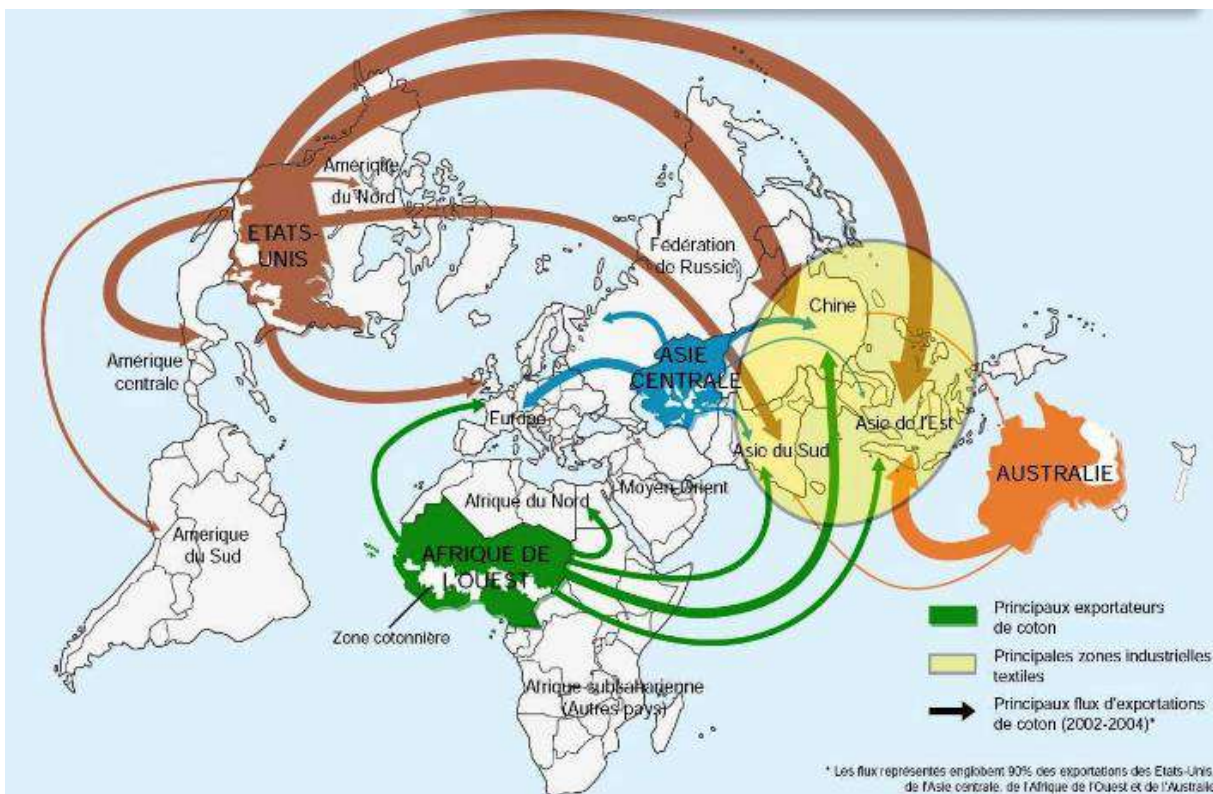 Amérique
du Nord
ETATS-
UNIS
Fédération
de Russie
Chine
Amérique
centrale
ASIE
CENTRALE
Europe
Asie de l'Est
Asie du Sud
AUSTRALIE
Moyen-Orient
Afrique du Nord
Amérique
du Sud
AFRIQUE DE
L'OUEST
Zone cotonnière
Afrique subsaharienne
(Autres pays)
Principaux exportateurs
de coton
Principales zones industrielles
textiles
Principaux flux d'exportations
de coton (2002-2004)*
* Les flux représentés englobent 90% des exportations des Etats-Unis
de l'Asie centrale, de l'Afrique de l'Ouest et de l'Australie